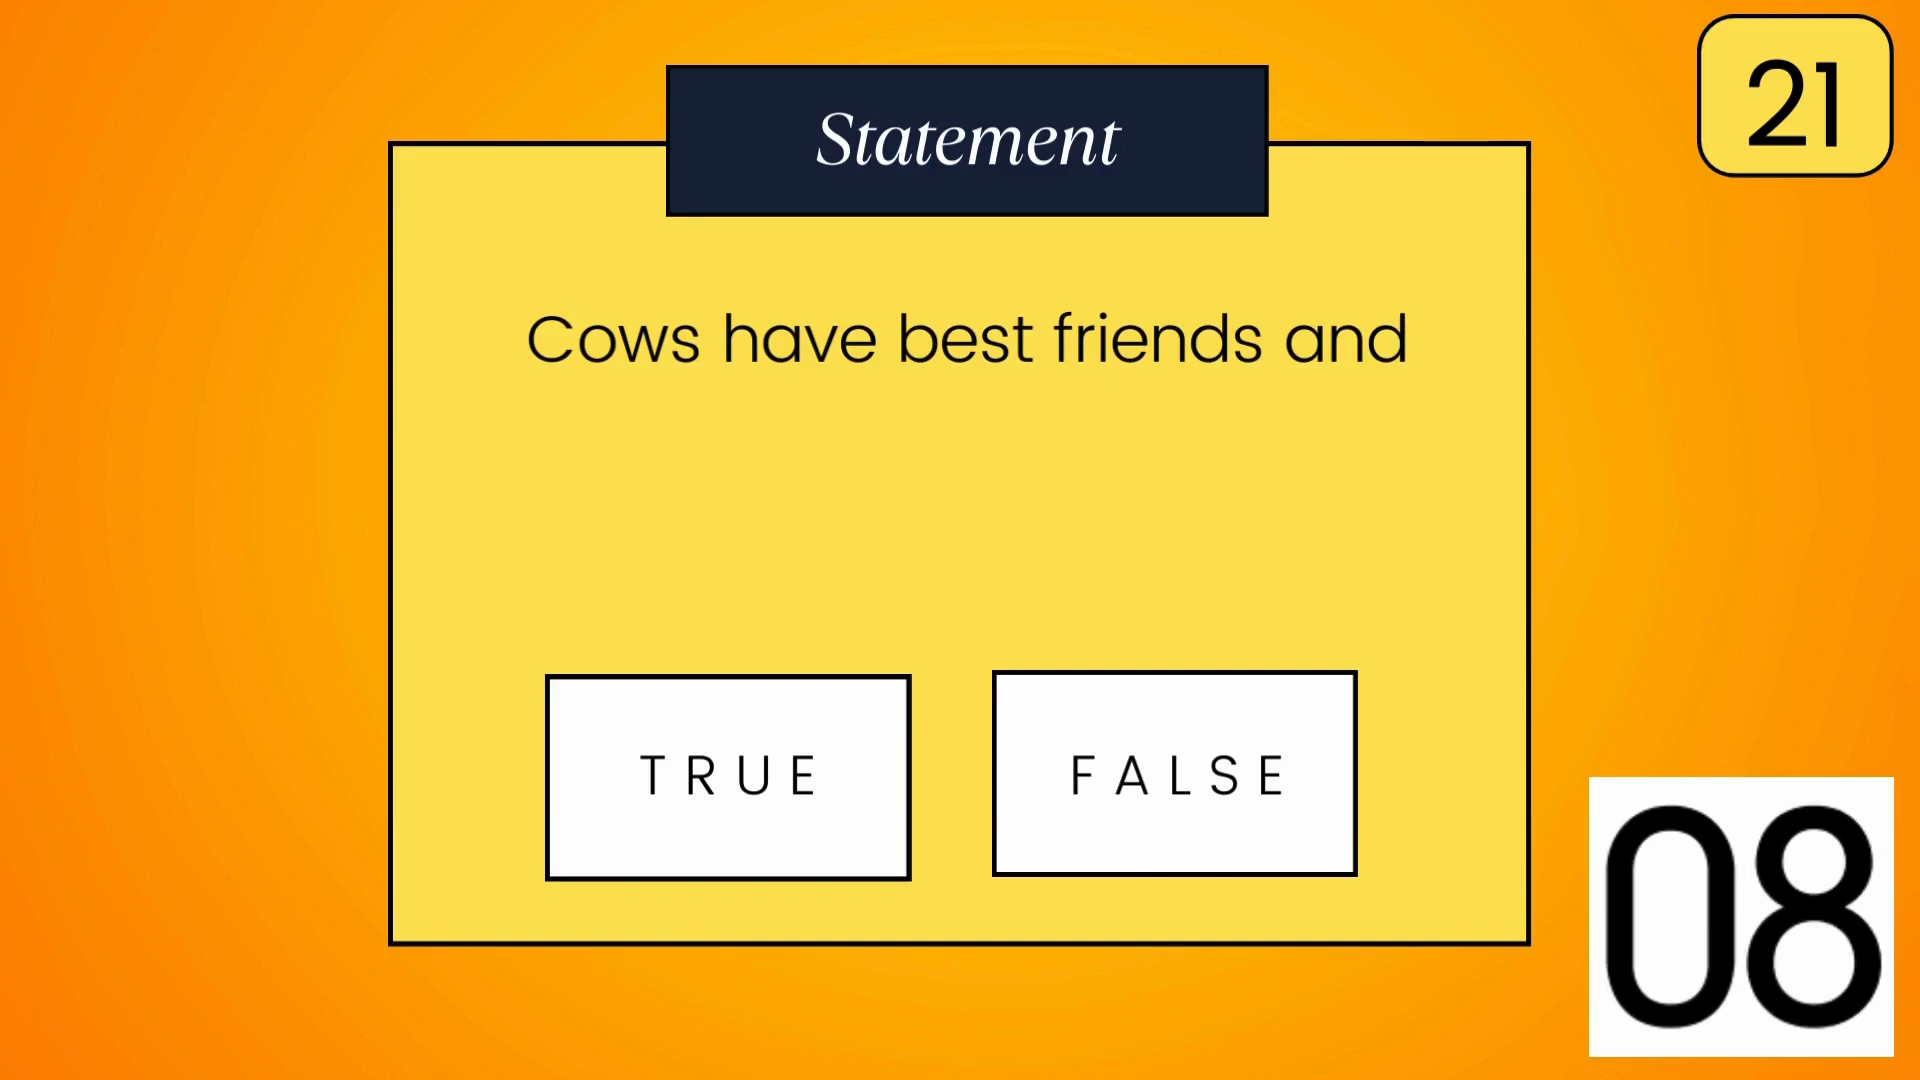 21
Statement
Cows have best friends and
TRUE
FALSE
08